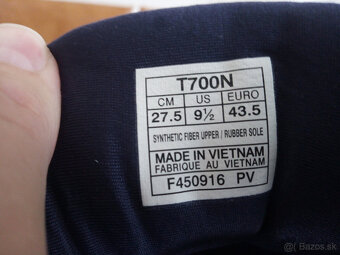 T700N
CM US EURO
27.5 9½ 43.5
SYNTHETIC FIBER UPPER / RUBBER SOLE
MADE IN VIETNAM
FABRIQUE AU VIETNAM
F450916 PV
Bazos.sk